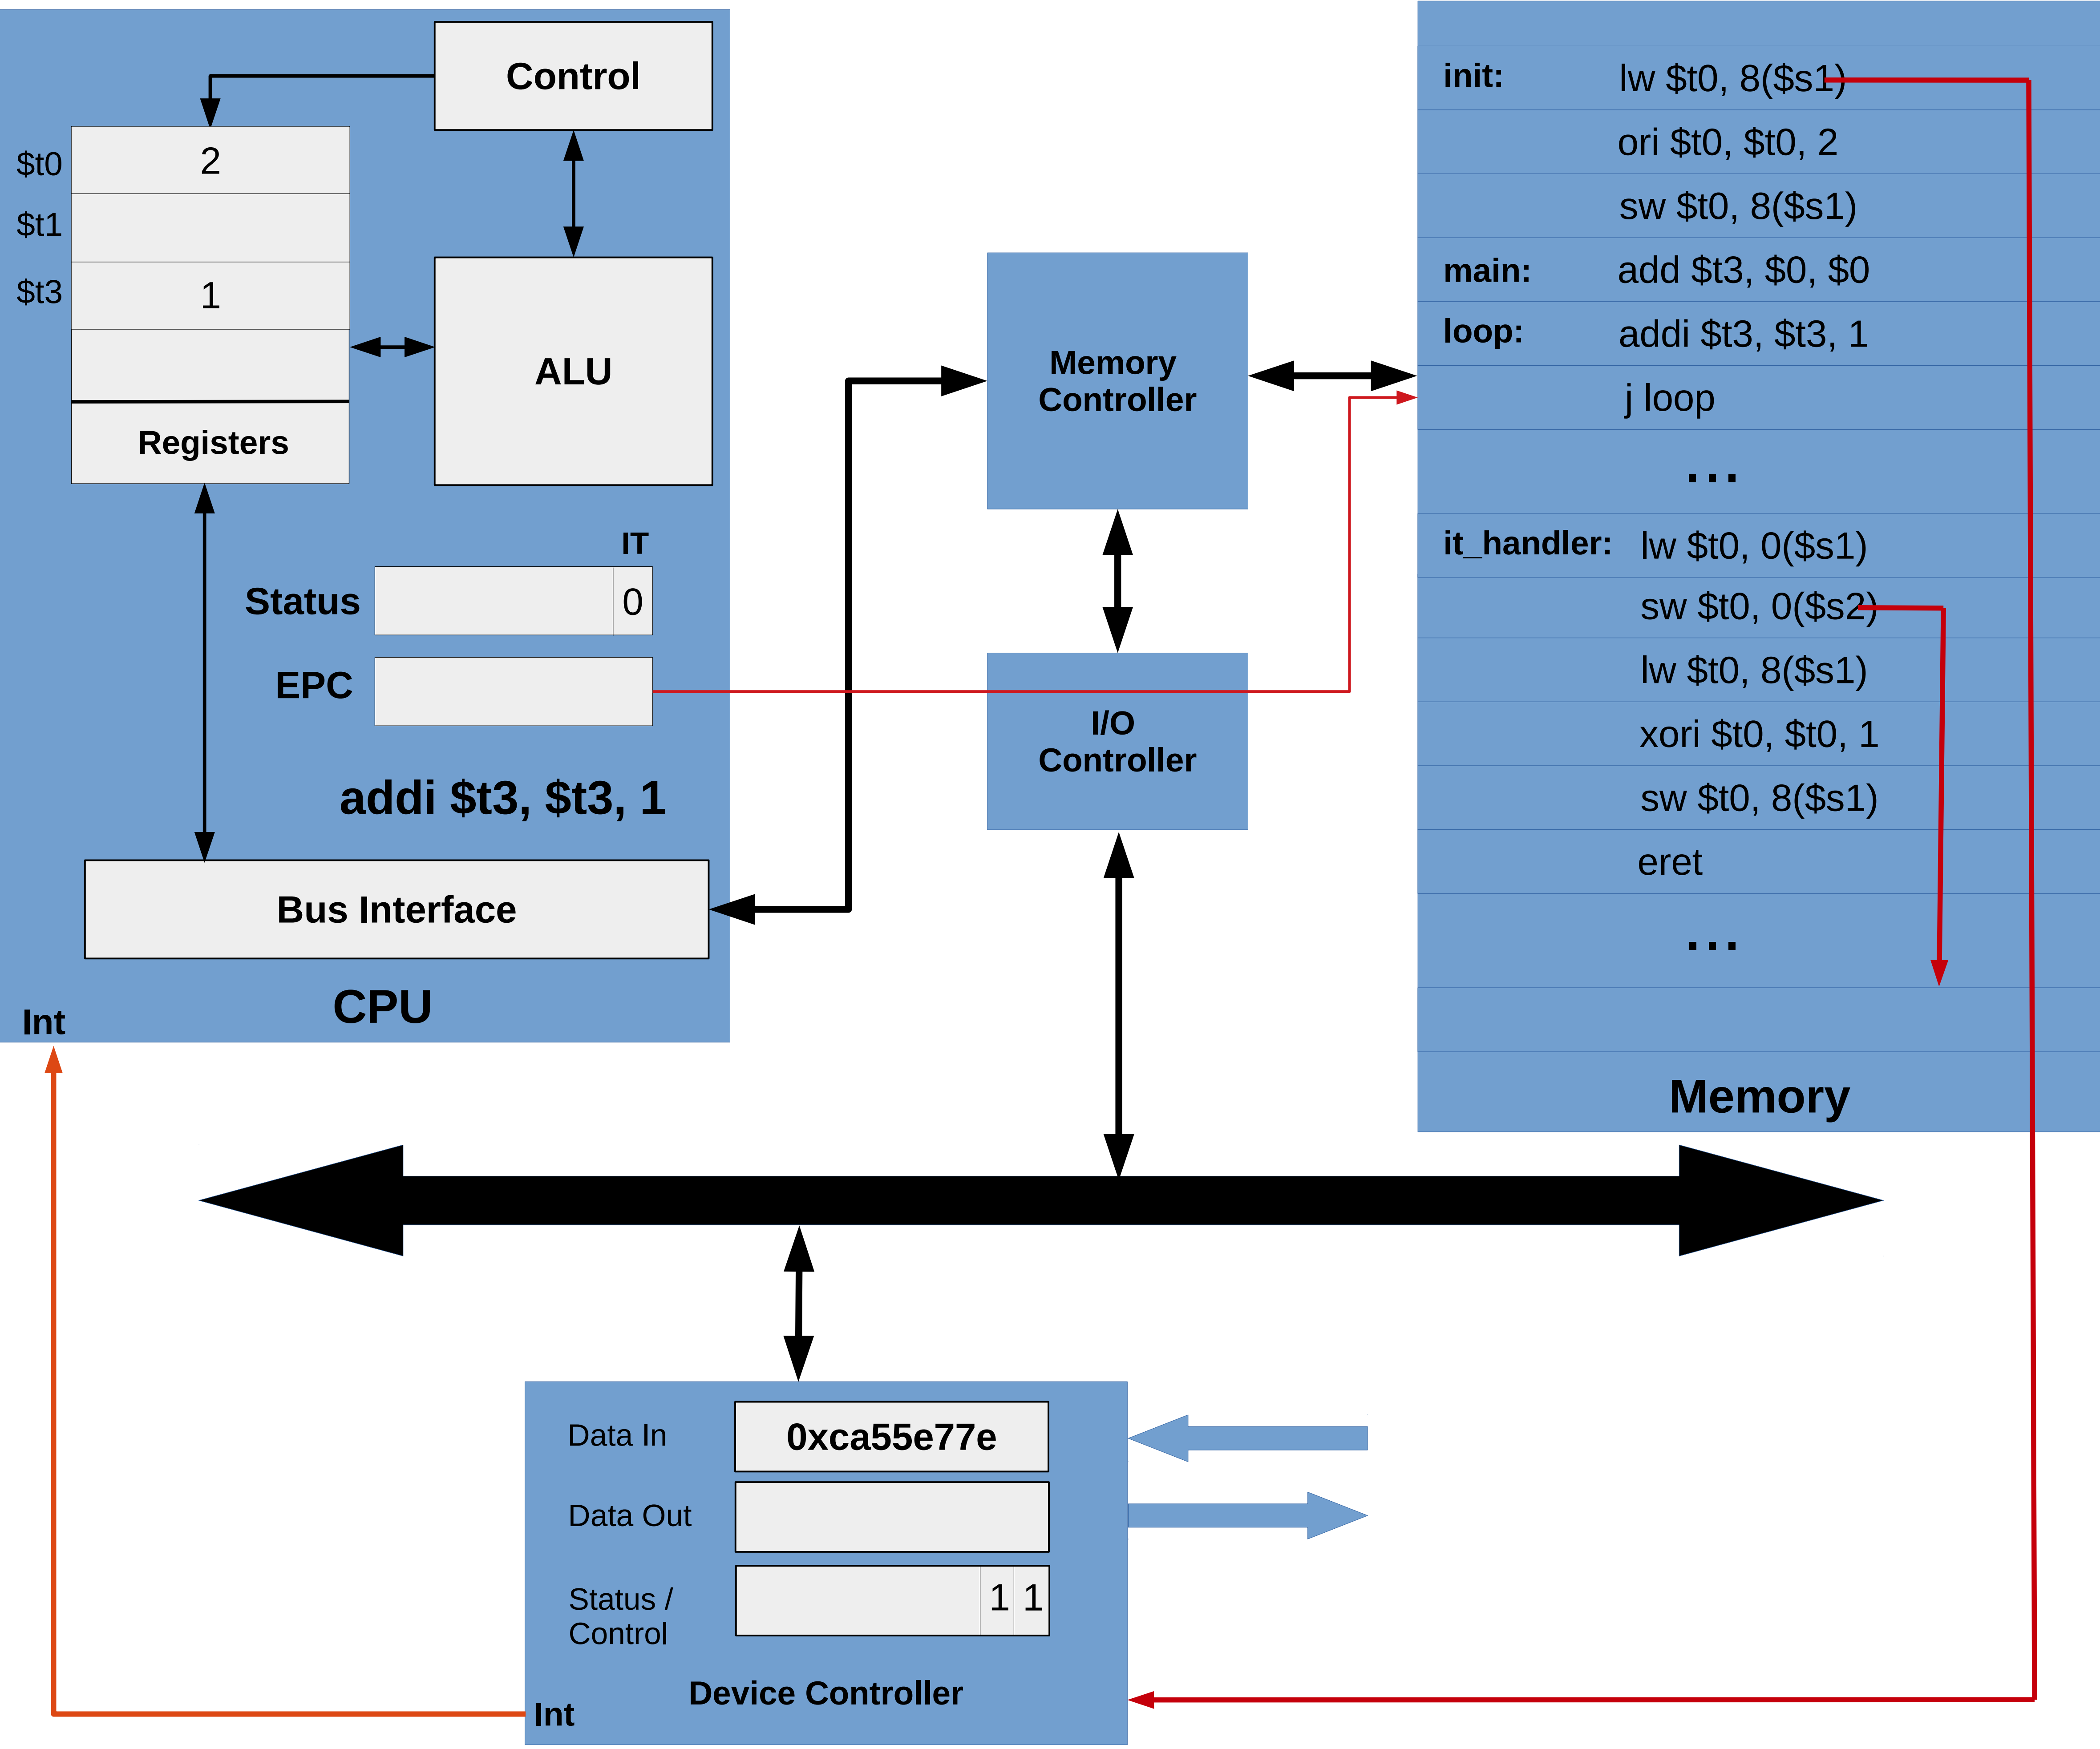 Control
$t0
2
$t1
$t3
1
ALU
Registers
IT
Status
0
EPC
addi $t3, $t3, 1
Bus Interface
CPU
Int
Memory
Controller
I/O
Controller
init: lw $t0, 8($s1)
ori $t0, $t0, 2
sw $t0, 8($s1)
main: add $t3, $0, $0
loop: addi $t3, $t3, 1
j loop
...
it_handler: lw $t0, 0($s1)
sw $t0, 0($s2)
lw $t0, 8($s1)
xori $t0, $t0, 1
sw $t0, 8($s1)
eret
...
Memory
Data In
0xca55e77e
Data Out
Status /
Control
1 1
Device Controller
Int